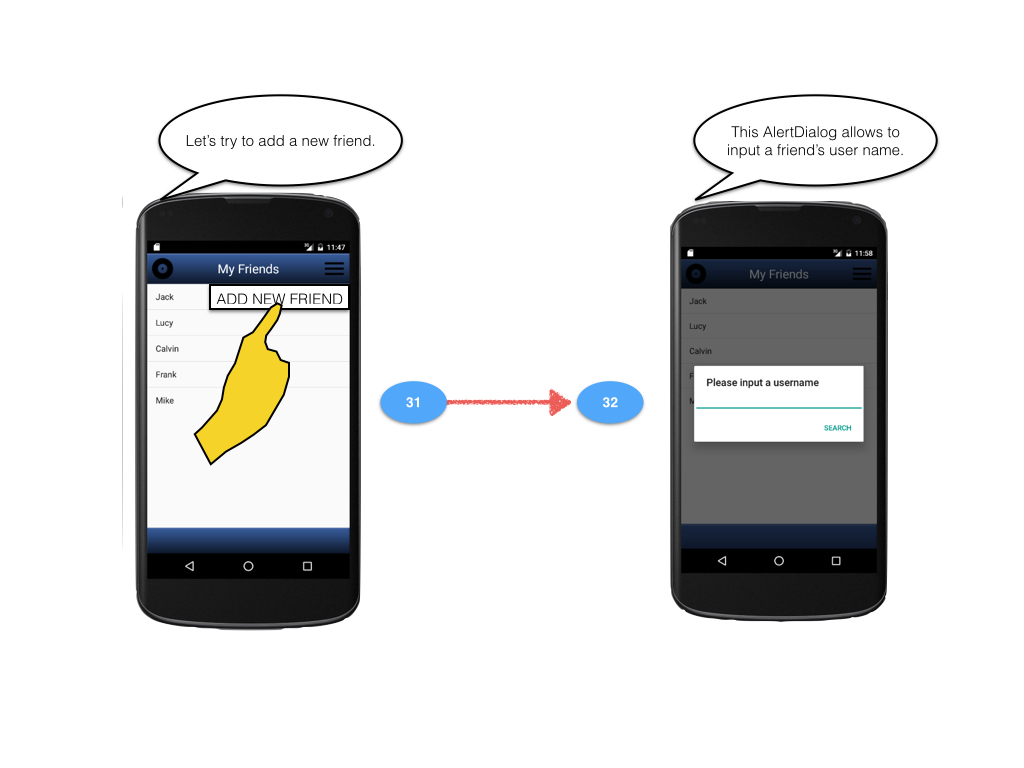 Let's try to add a new friend.
This AlertDialog allows to
input a friend's user name.
3G 11:47
My Friends
Jack
ADD NEW FRIEND
Lucy
Calvin
Frank
Mike
31
32
3G 11:58
My Friends
Jack
Lucy
Calvin
F
Please input a username
M
SEARCH